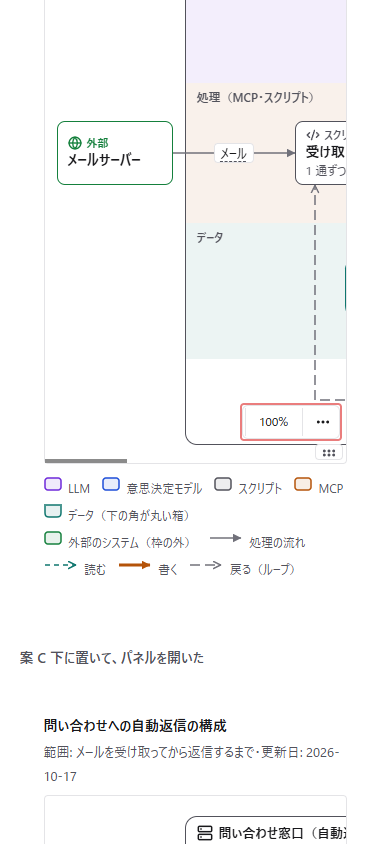 処理（MCP・スクリプト）
外部
メールサーバー
メール
受け取
1 通ずつ
データ
100%
LLM
意思決定モデル
スクリプト
MCP
データ（下の角が丸い箱）
外部のシステム（枠の外）
処理の流れ
読む
書く
戻る（ループ）
案 C 下に置いて、パネルを開いた
問い合わせへの自動返信の構成
範囲: メールを受け取ってから返信するまで・更新日: 2026-
10-17
問い合わせ窓口（自動